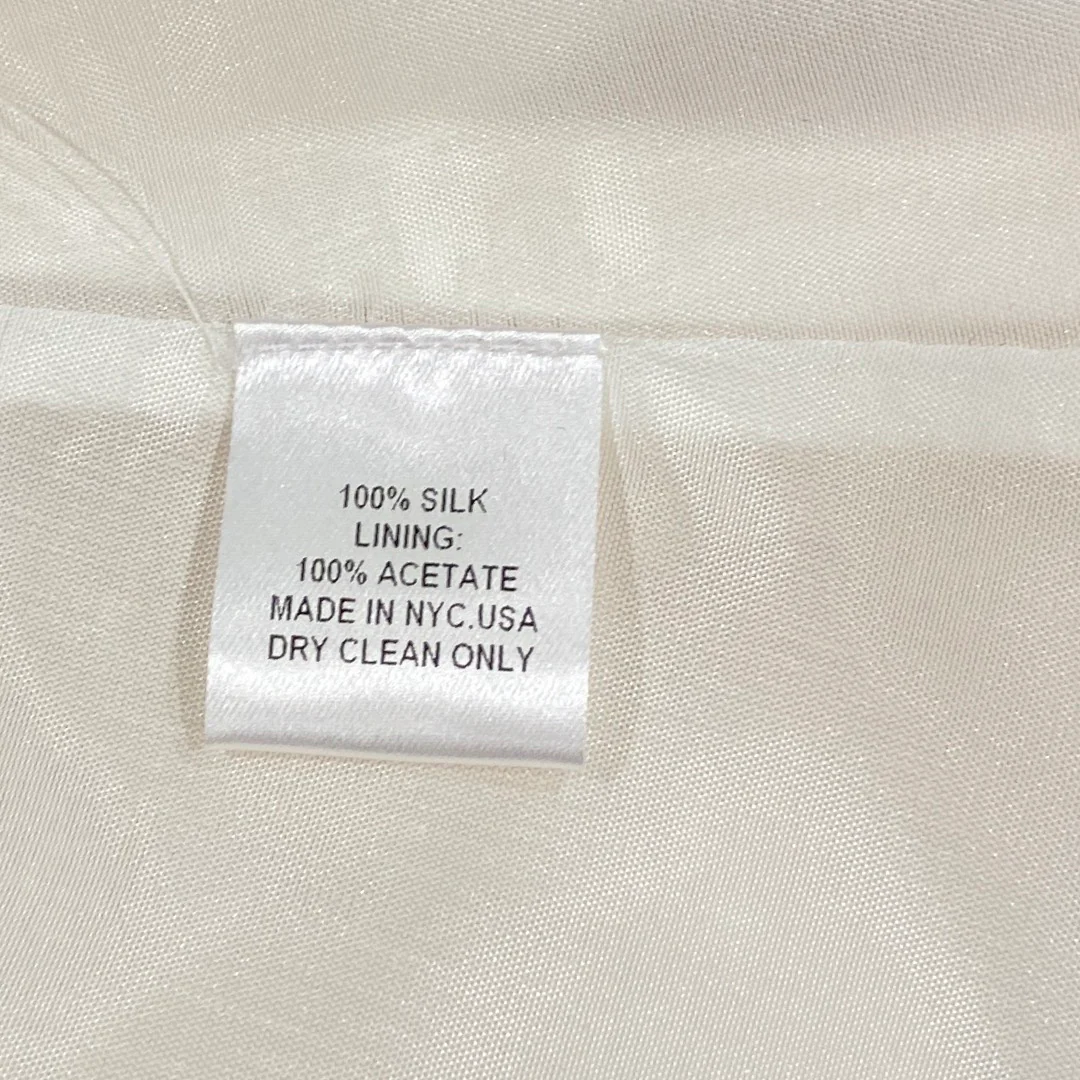 100% SILK
LINING:
100% ACETATE
MADE IN NYC.USA
DRY CLEAN ONLY